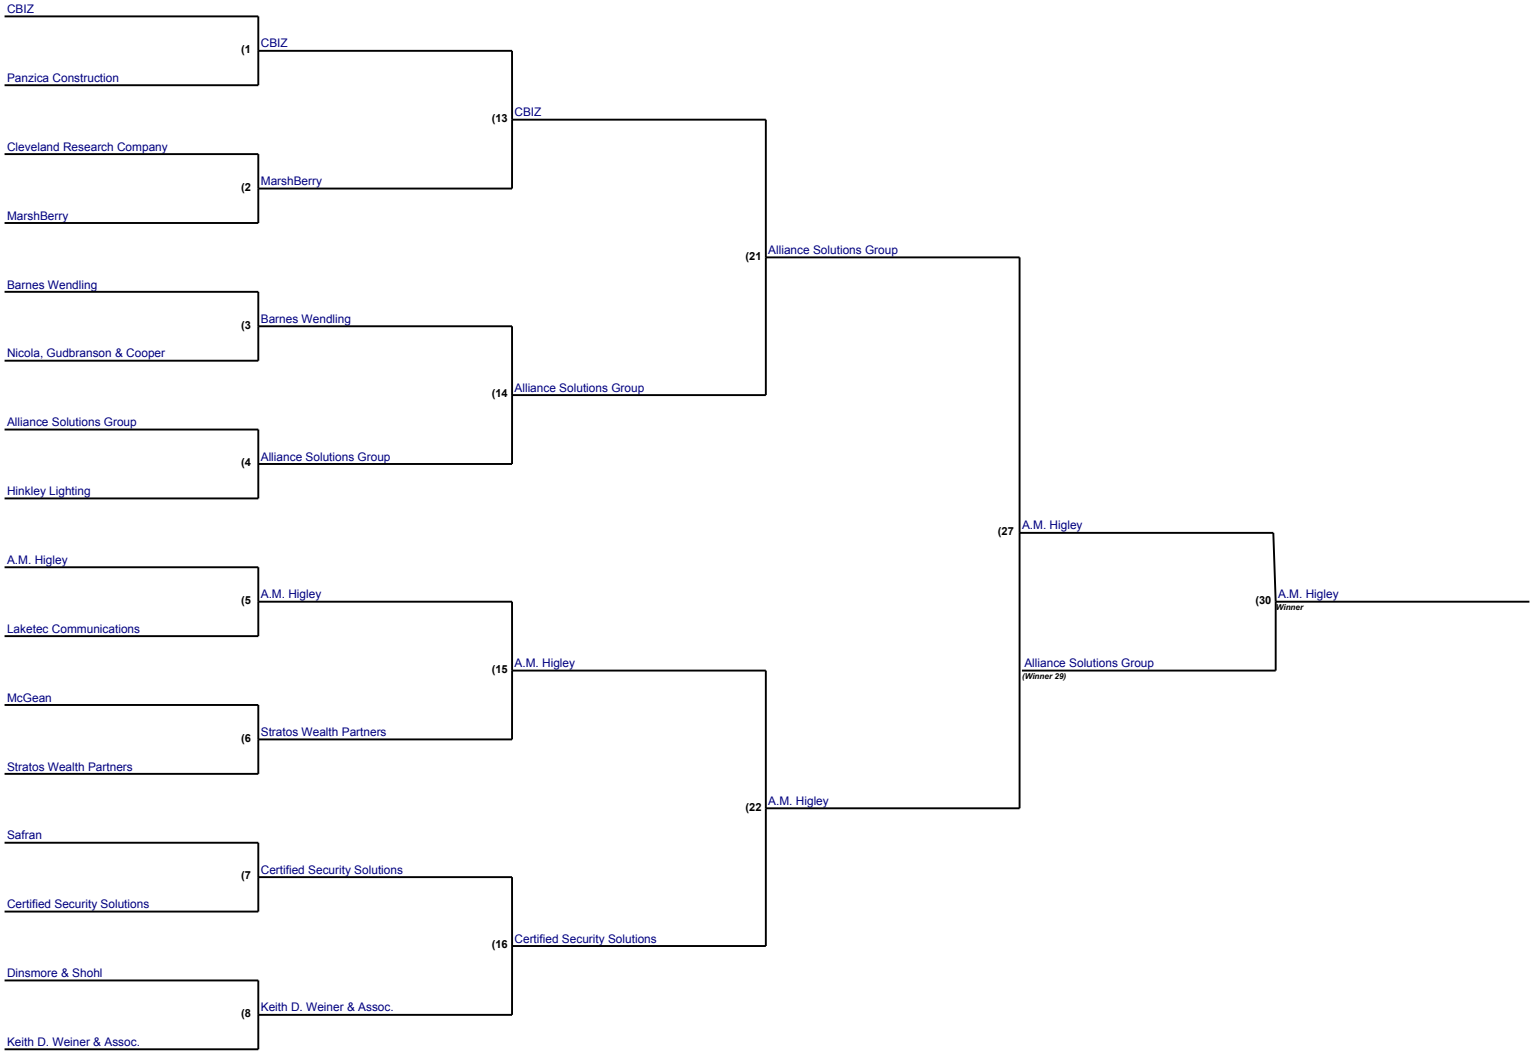 CBIZ
(1 CBIZ
Panzica Construction
(13 CBIZ
Cleveland Research Company
(2 MarshBerry
MarshBerry
(21 Alliance Solutions Group
Barnes Wendling
(3 Barnes Wendling
Nicola, Gudbranson & Cooper
(14 Alliance Solutions Group
Alliance Solutions Group
(4 Alliance Solutions Group
Hinkley Lighting
(27 A.M. Higley
A.M. Higley
(5 A.M. Higley
(30 A.M. Higley
Winner
Laketec Communications
(15 A.M. Higley
Alliance Solutions Group
(Winner 29)
McGean
(6 Stratos Wealth Partners
Stratos Wealth Partners
(22 A.M. Higley
Safran
(7 Certified Security Solutions
Certified Security Solutions
(16 Certified Security Solutions
Dinsmore & Shohl
(8 Keith D. Weiner & Assoc.
Keith D. Weiner & Assoc.